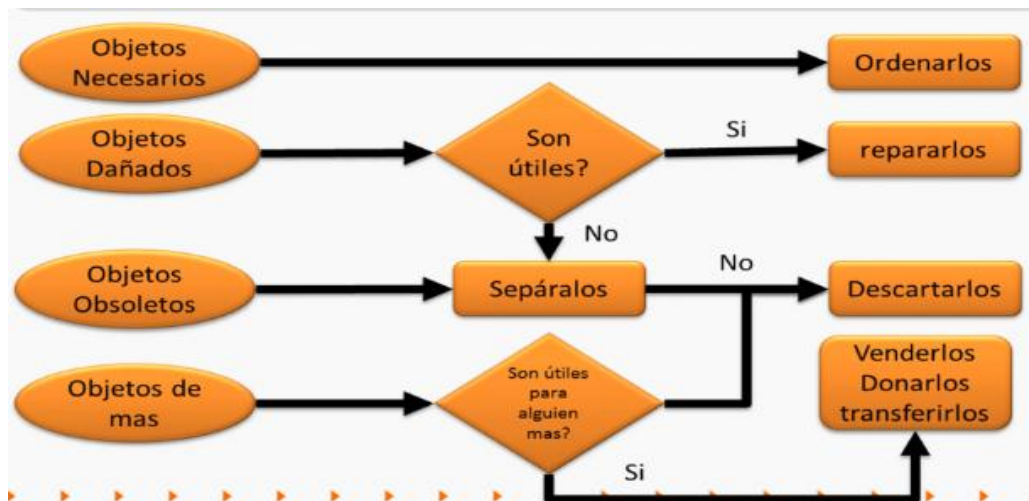 Objetos
Necesarios
Ordenarlos
Objetos
Dañados
Son
útiles?
Si
repararlos
No
Objetos
Obsoletos
Sepáralos
No
Descartarlos
Objetos de
mas
Son útiles
para
alguien
mas?
Venderlos
Donarlos
transferirlos
Si